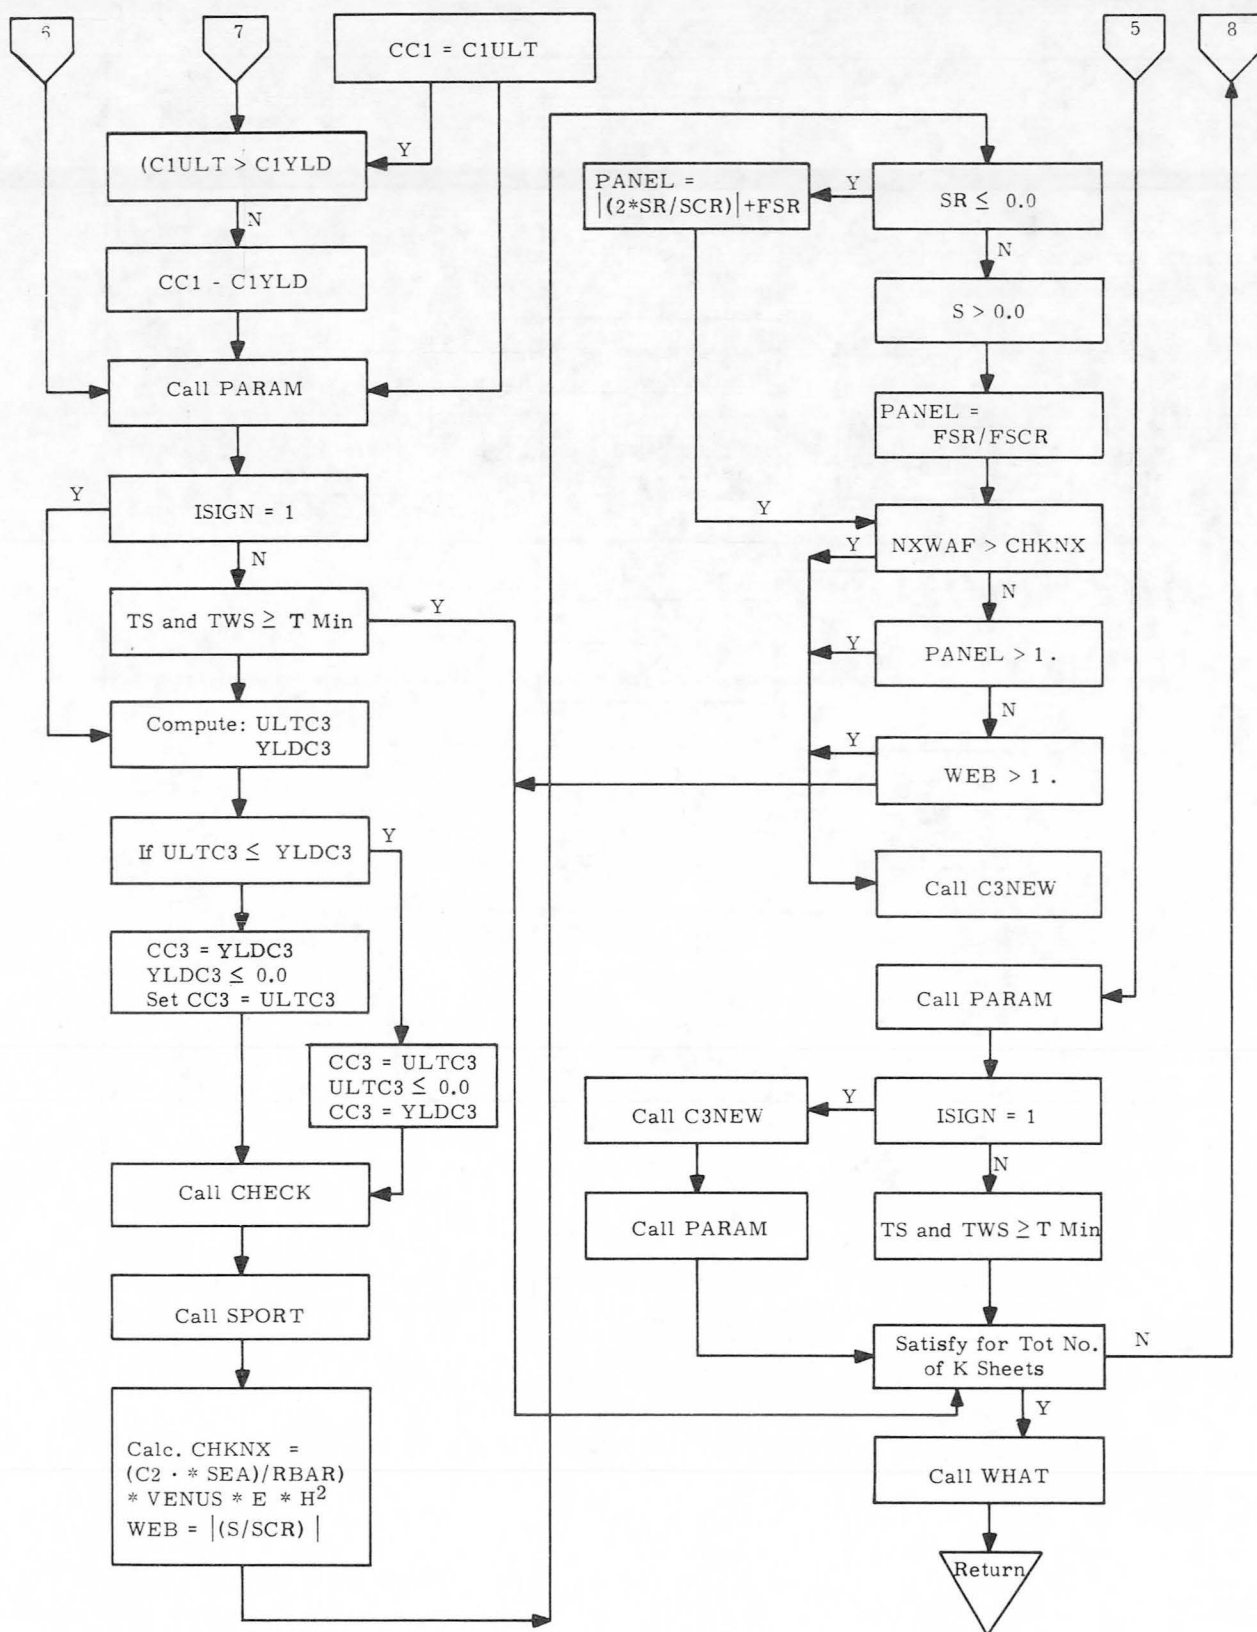 6
7
CC1 = C1ULT
5
8
(C1ULT > C1YLD
Y
N
CC1 - C1YLD
Call PARAM
Y
ISIGN = 1
N
TS and TWS ≥ T Min
Y
Compute: ULTC3
YLDC3
If ULTC3 ≤ YLDC3
Y
CC3 = YLDC3
YLDC3 ≤ 0.0
Set CC3 = ULTC3
CC3 = ULTC3
ULTC3 ≤ 0.0
CC3 = YLDC3
Call CHECK
Call SPORT
Calc. CHKNX =
(C2 · * SEA)/RBAR)
* VENUS * E * H²
WEB = |(S/SCR) |
PANEL =
|(2*SR/SCR)|+FSR
Y
SR ≤ 0.0
N
S > 0.0
PANEL =
FSR/FSCR
Y
NXWAF > CHKNX
Y
N
PANEL > 1.
Y
N
WEB > 1.
Y
Call C3NEW
Call PARAM
ISIGN = 1
Y
Call C3NEW
N
Call PARAM
TS and TWS ≥ T Min
Satisfy for Tot No.
of K Sheets
N
Y
Call WHAT
Return